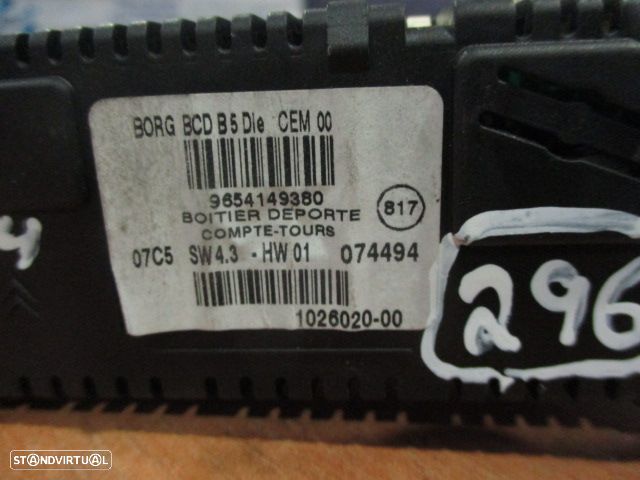 BORG BCD B5 Die CEM 00
9654149380
BOITIER DEPORTE
COMPTE-TOURS
817
07C5 SW4.3 - HW 01 074494
1026020-00
4
296
STANDVIRTUAL